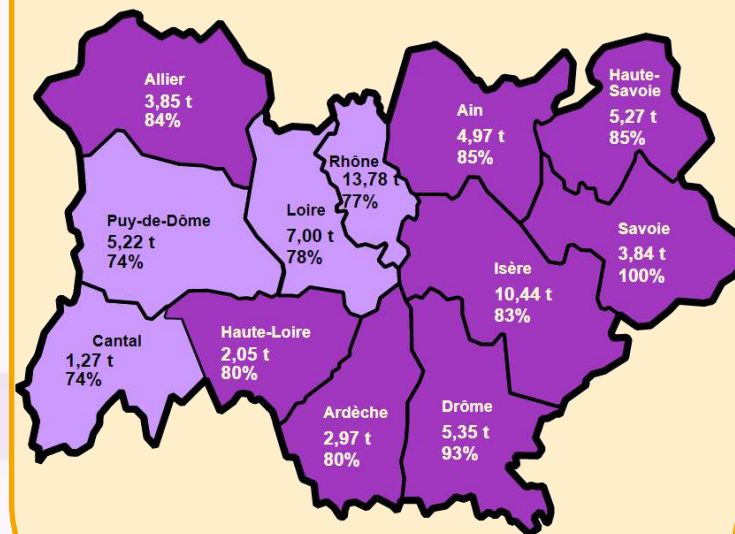 Allier
3,85 t
84%
Ain
4,97 t
85%
Haute-
Savoie
5,27 t
85%
Rhône
13,78 t
77%
Puy-de-Dôme
5,22 t
74%
Loire
7,00 t
78%
Savoie
3,84 t
100%
Isère
10,44 t
83%
Cantal
1,27 t
74%
Haute-Loire
2,05 t
80%
Ardèche
2,97 t
80%
Drôme
5,35 t
93%